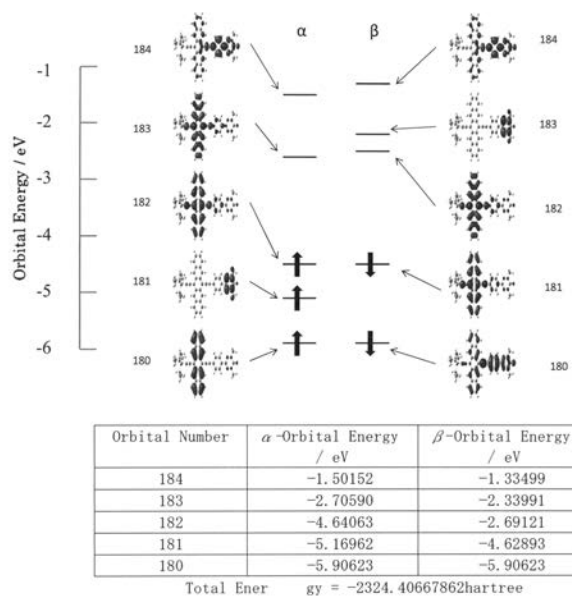 α β
184
184
-1
183
183
-2
182
182
-3
181
181
-4
180
180
-5
-6
Orbital Energy / eV
Orbital Number α-Orbital Energy / eV β-Orbital Energy / eV
184 -1.50152 -1.33499
183 -2.70590 -2.33991
182 -4.64063 -2.69121
181 -5.16962 -4.62893
180 -5.90623 -5.90623
Total Ener gy = -2324.40667862hartree